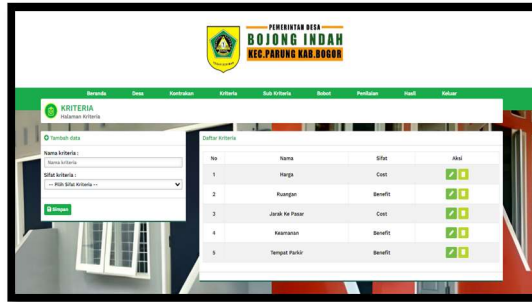 PEMERINTAH DESA
BOJONG INDAH
KEC.PARUNG KAB.BOGOR
Beranda Desa Kontrakan Kriteria Sub Kriteria Bobot Penilaian Hasil Keluar
KRITERIA
Halaman Kriteria
Tambah data
Nama kriteria :
Nama kriteria
Sifat kriteria :
-- Pilih Sifat Kriteria --
Simpan
Daftar Kriteria
No Nama Sifat Aksi
1 Harga Cost
2 Ruangan Benefit
3 Jarak Ke Pasar Cost
4 Keamanan Benefit
5 Tempat Parkir Benefit